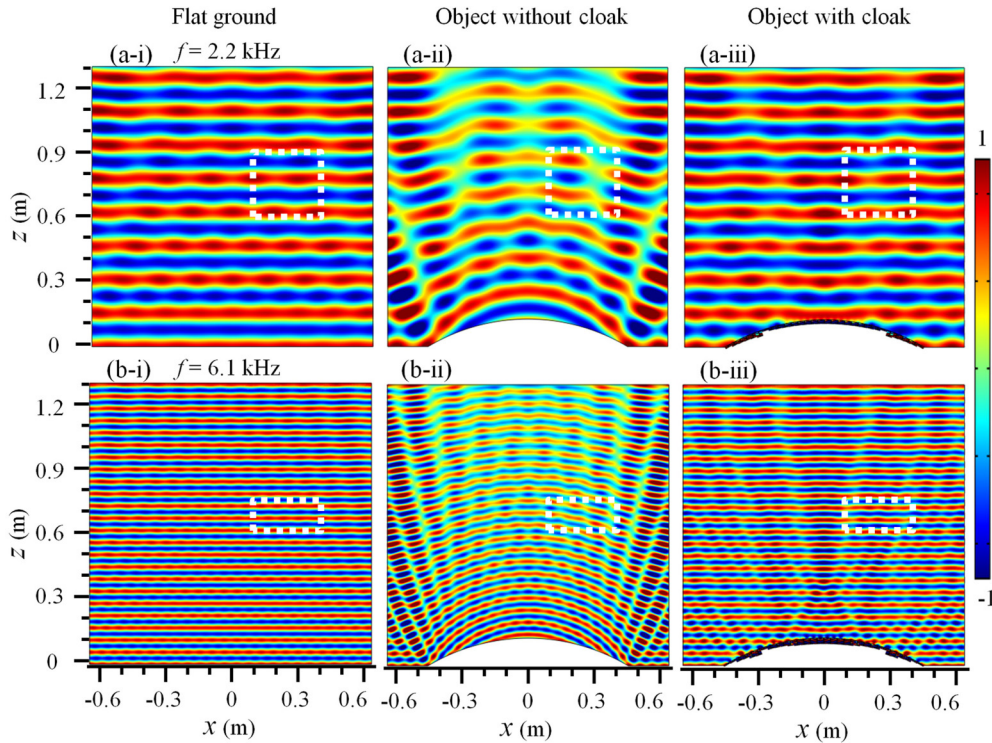 Flat ground Object without cloak Object with cloak
(a-i) f = 2.2 kHz (a-ii) (a-iii)
1.2
0.9
0.6
0.3
0
z (m)
1
-1
(b-i) f = 6.1 kHz (b-ii) (b-iii)
1.2
0.9
0.6
0.3
0
z (m)
-0.6 -0.3 0 0.3 0.6 -0.6 -0.3 0 0.3 0.6 -0.6 -0.3 0 0.3 0.6
x (m) x (m) x (m)